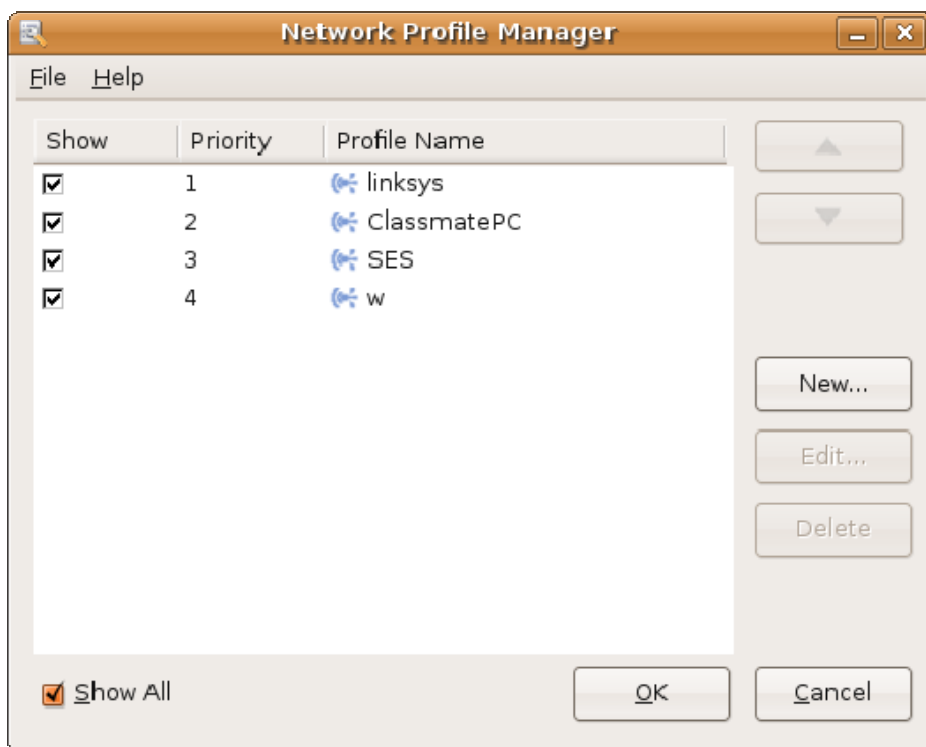 Network Profile Manager
File Help
Show Priority Profile Name
1 linksys
2 ClassmatePC
3 SES
4 w
New...
Edit...
Delete
Show All
OK Cancel